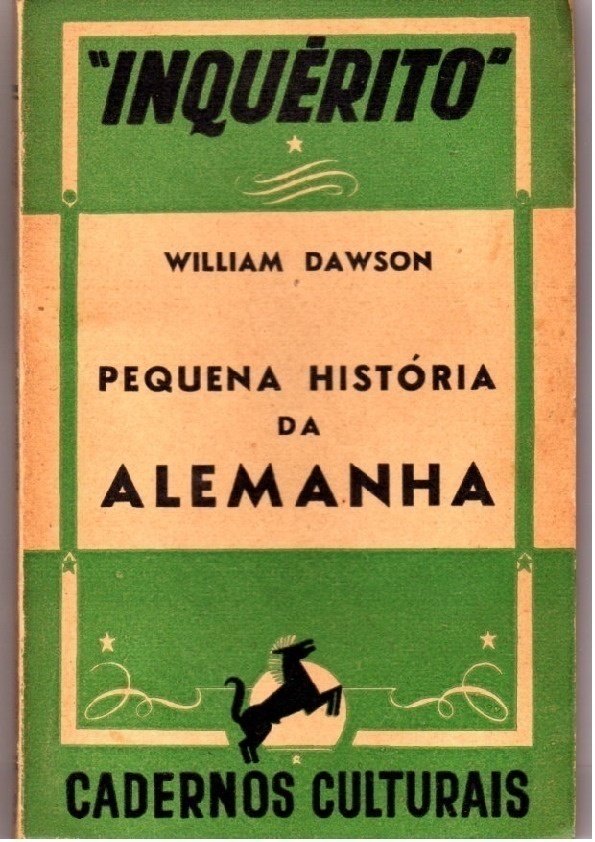 "INQUÉRITO"
WILLIAM DAWSON
PEQUENA HISTÓRIA
DA
ALEMANHA
CADERNOS CULTURAIS